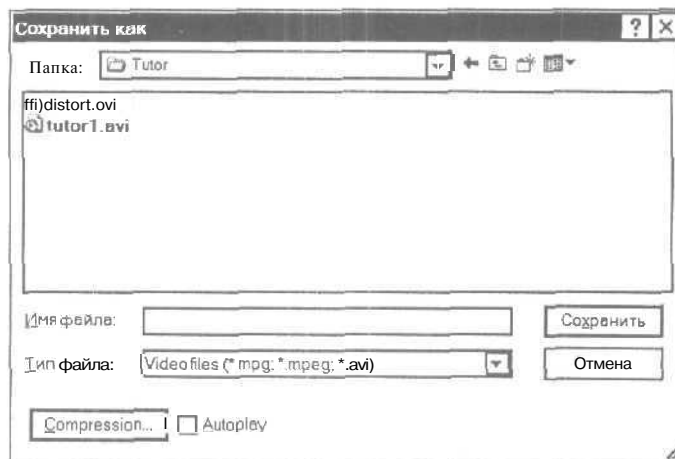 Сохранить как ? ×
Папка: Tutor
ffi)distort.ovi
tutor1.avi
Имя файла:
Сохранить
Тип файла: Video files (*.mpg; *.mpeg; *.avi)
Отмена
Compression... Autoplay